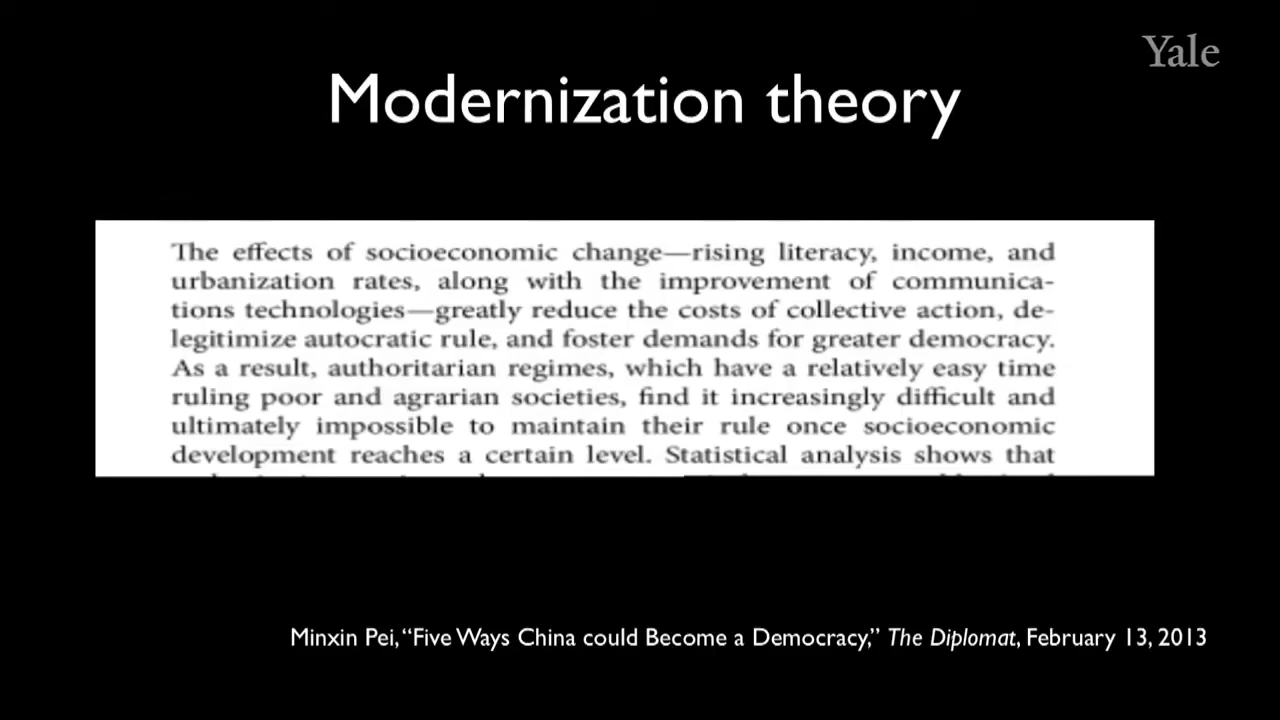 Yale
Modernization theory
The effects of socioeconomic change—rising literacy, income, and
urbanization rates, along with the improvement of communica-
tions technologies—greatly reduce the costs of collective action, de-
legitimize autocratic rule, and foster demands for greater democracy.
As a result, authoritarian regimes, which have a relatively easy time
ruling poor and agrarian societies, find it increasingly difficult and
ultimately impossible to maintain their rule once socioeconomic
development reaches a certain level. Statistical analysis shows that
Minxin Pei, “Five Ways China could Become a Democracy,” The Diplomat, February 13, 2013